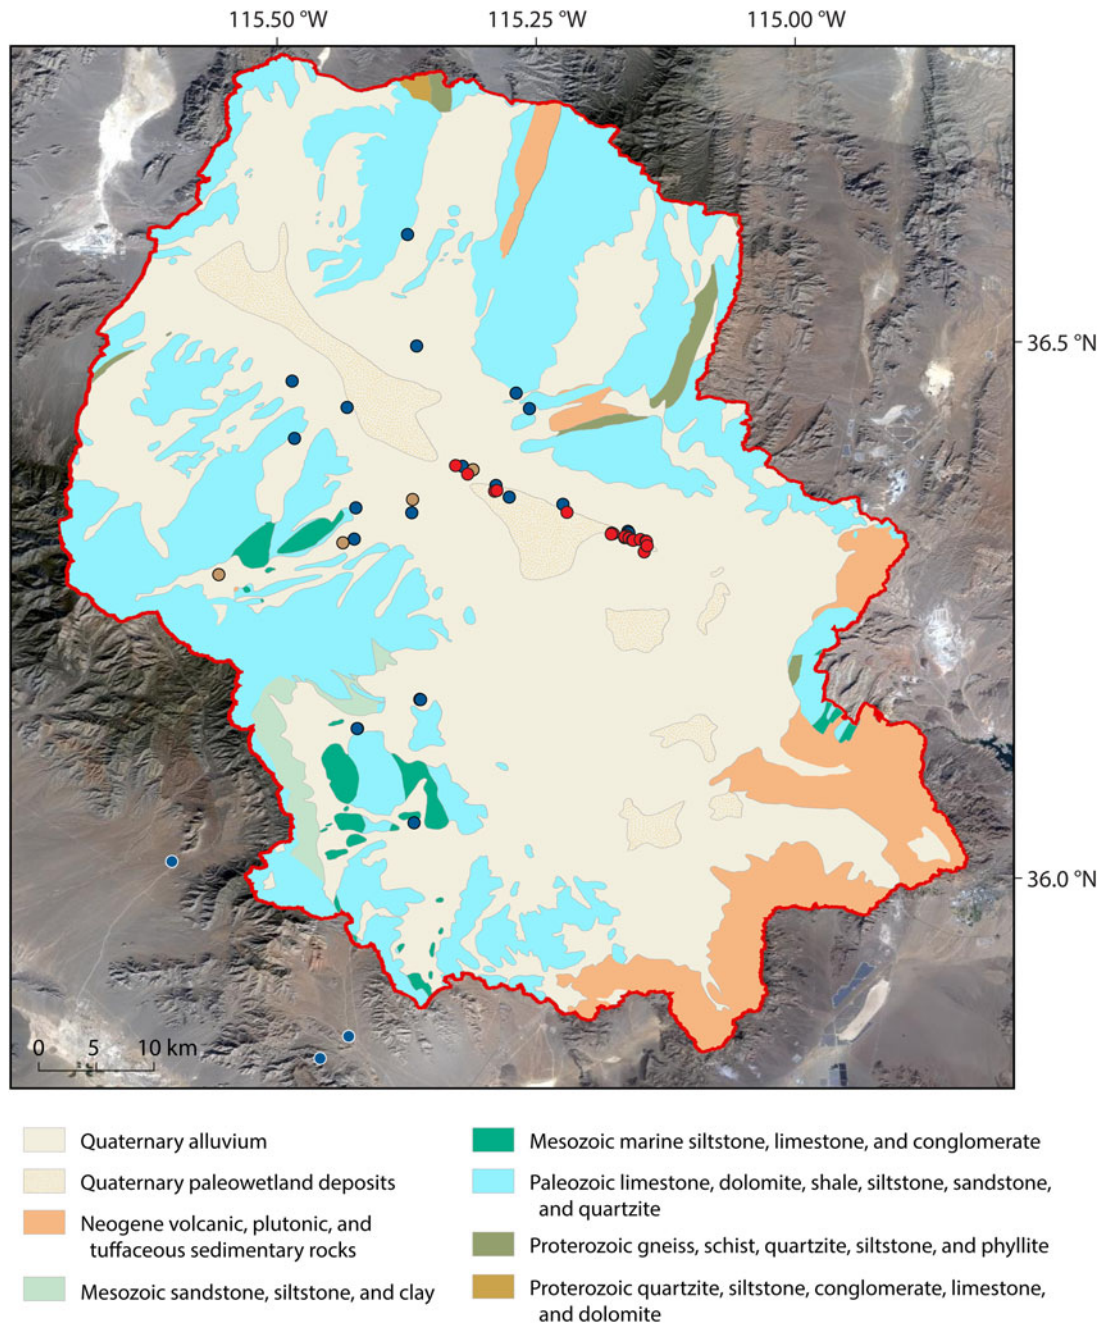 115.50 °W 115.25 °W 115.00 °W
36.5 °N
36.0 °N
0 5 10 km
Quaternary alluvium
Quaternary paleowetland deposits
Neogene volcanic, plutonic, and
tuffaceous sedimentary rocks
Mesozoic sandstone, siltstone, and clay
Mesozoic marine siltstone, limestone, and conglomerate
Paleozoic limestone, dolomite, shale, siltstone, sandstone,
and quartzite
Proterozoic gneiss, schist, quartzite, siltstone, and phyllite
Proterozoic quartzite, siltstone, conglomerate, limestone,
and dolomite